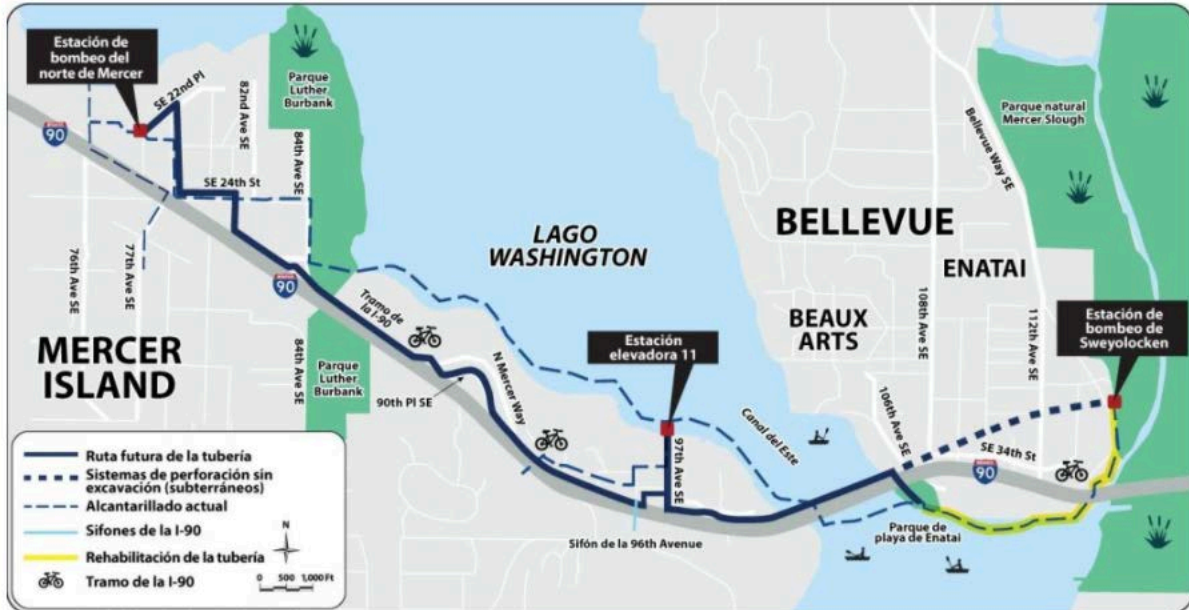 Estación de
bombeo del
norte de Mercer
SE 22nd Pl
82nd Ave SE
Parque
Luther
Burbank
84th Ave SE
90
SE 24th St
76th Ave SE
77th Ave SE
90
MERCER
ISLAND
84th Ave SE
Parque
Luther
Burbank
Tramo de
la I-90
90th Pl SE
N Mercer Way
LAGO
WASHINGTON
Estación
elevadora 11
97th Ave SE
Sifón de la 96th Avenue
Canal del Este
BELLEVUE
ENATAI
BEAUX
ARTS
Bellevue Way SE
Parque natural
Mercer Slough
108th Ave SE
112th Ave SE
106th Ave SE
Estación de
bombeo de
Sweyolocken
SE 34th St
90
Parque de
playa de Enatai
Ruta futura de la tubería
Sistemas de perforación sin
excavación (subterráneos)
Alcantarillado actual
Sifones de la I-90
Rehabilitación de la tubería
Tramo de la I-90
N
0 500 1,000 Ft